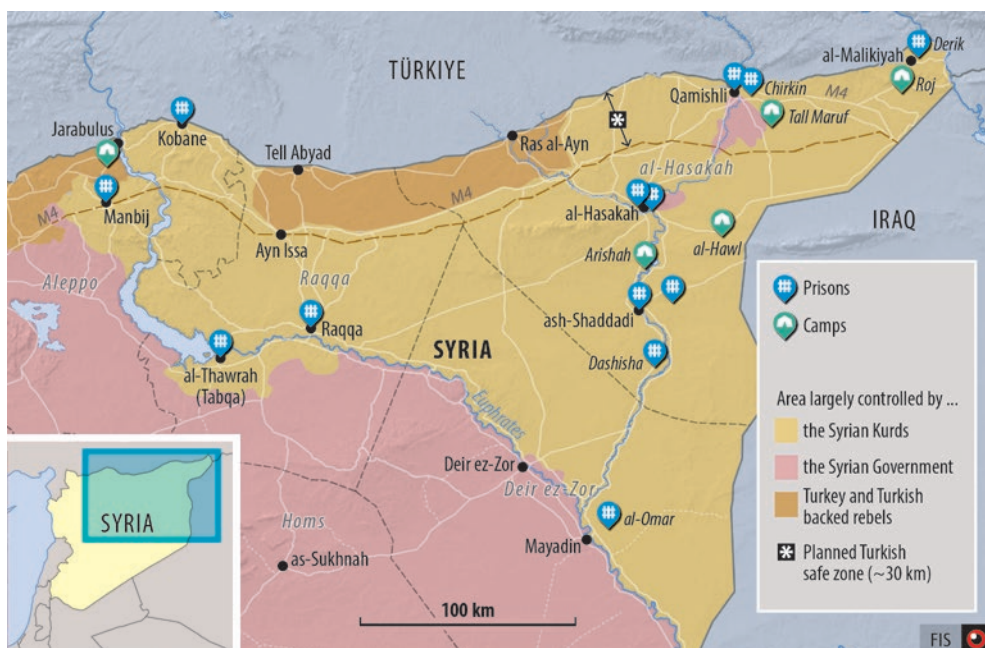 TÜRKIYE
al-Malikiyah
Derik
Roj
Qamishli
Chirkin
M4
Tall Maruf
Jarabulus
Kobane
Tell Abyad
Ras al-Ayn
*
al-Hasakah
M4
Manbij
al-Hasakah
IRAQ
Ayn Issa
Arishah
al-Hawl
Aleppo
Raqqa
Raqqa
SYRIA
ash-Shaddadi
Dashisha
al-Thawrah
(Tabqa)
Euphrates
Deir ez-Zor
Deir ez-Zor
al-Omar
Mayadin
Homs
as-Sukhnah
100 km
SYRIA
Prisons
Camps
Area largely controlled by ...
the Syrian Kurds
the Syrian Government
Turkey and Turkish
backed rebels
* Planned Turkish
safe zone (~30 km)
FIS